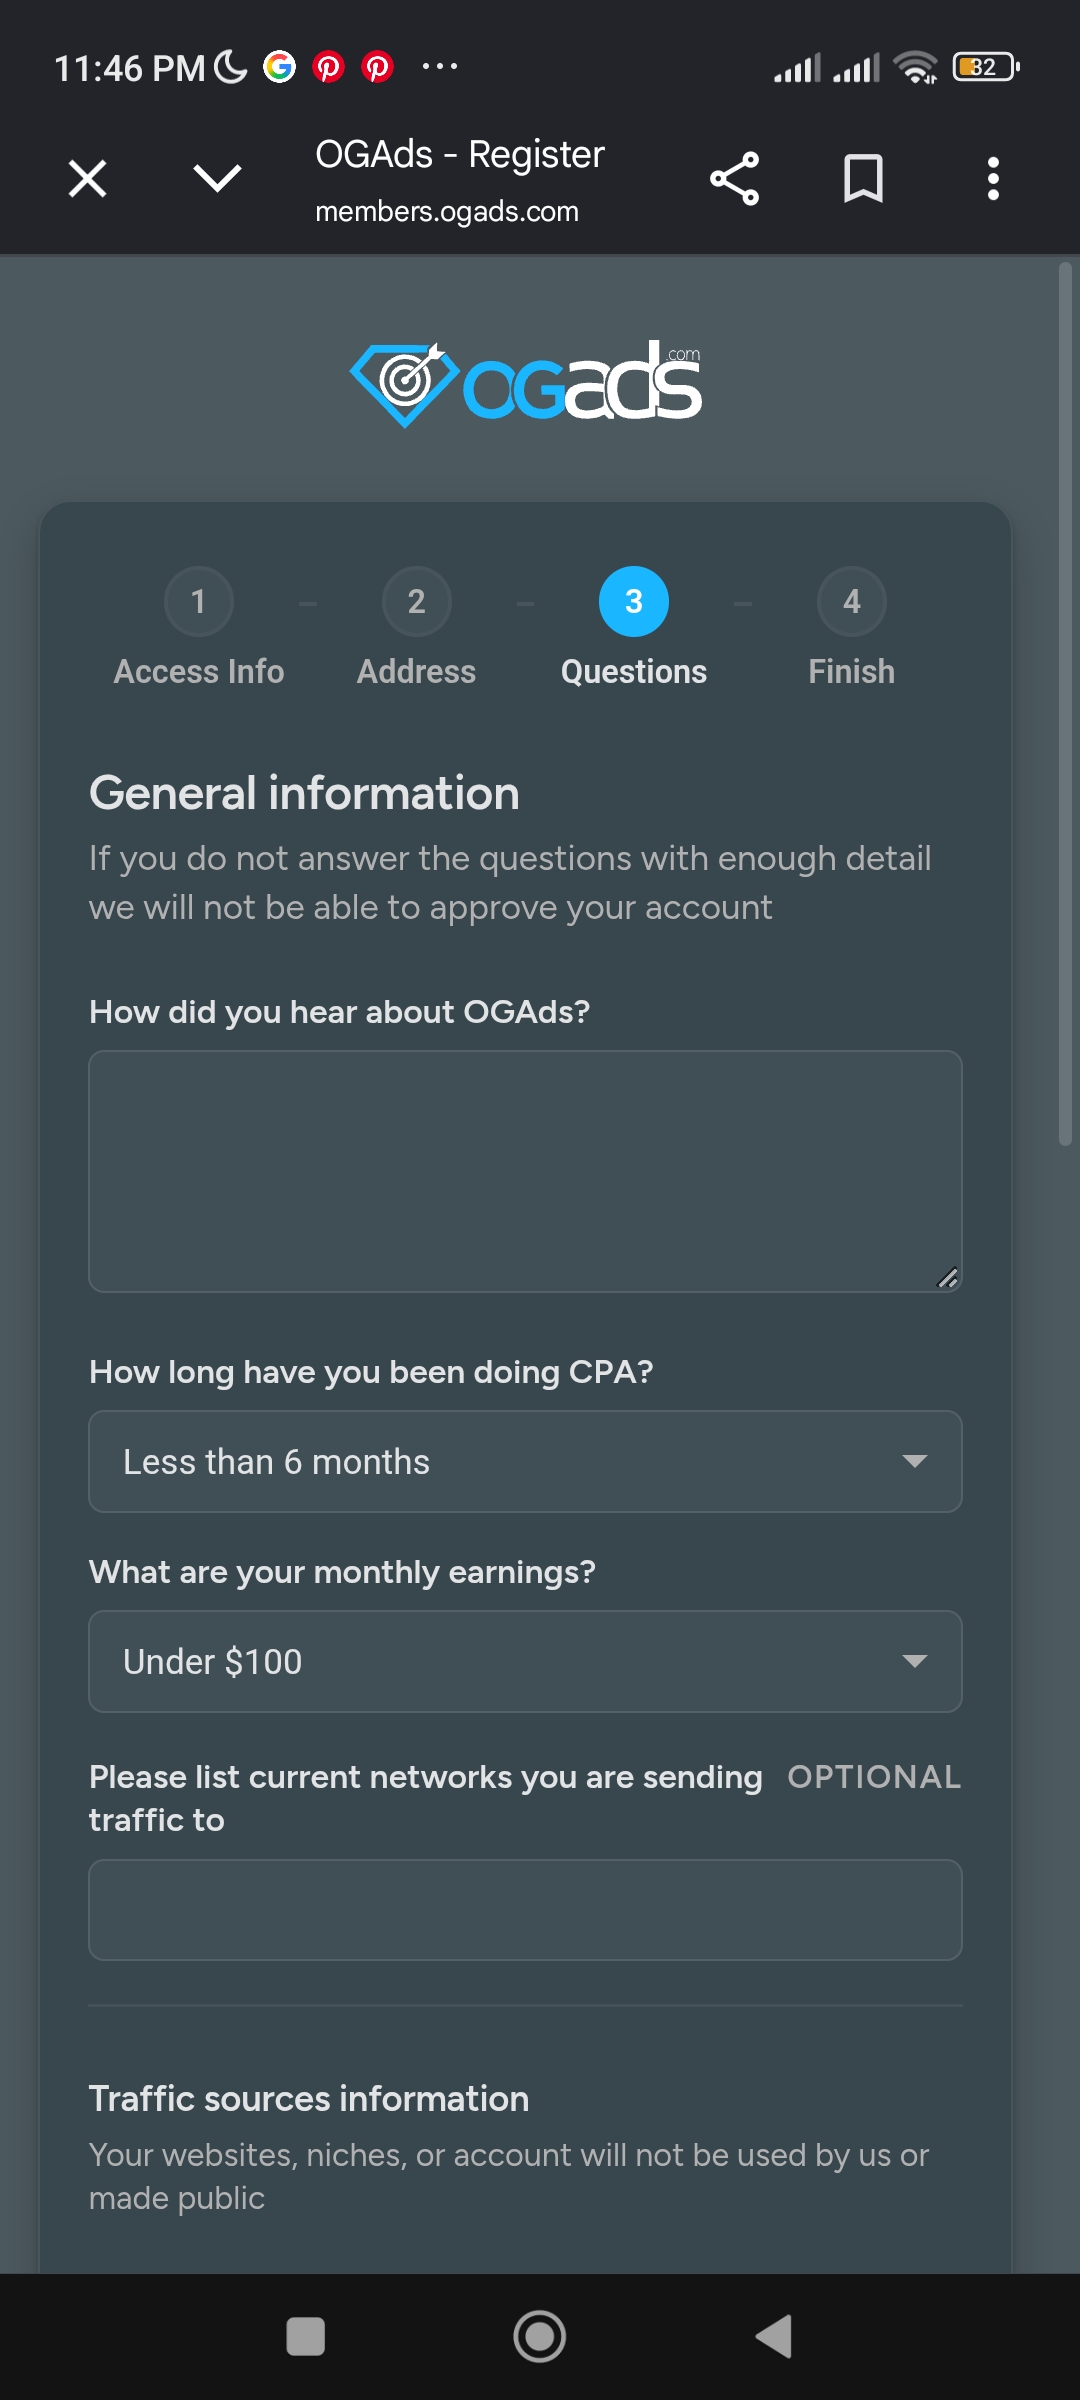 11:46 PM
32
OGAds - Register
members.ogads.com
ogads.com
1
2
3
4
Access Info
Address
Questions
Finish
General information
If you do not answer the questions with enough detail
we will not be able to approve your account
How did you hear about OGAds?
How long have you been doing CPA?
Less than 6 months
What are your monthly earnings?
Under $100
Please list current networks you are sending OPTIONAL
traffic to
Traffic sources information
Your websites, niches, or account will not be used by us or
made public